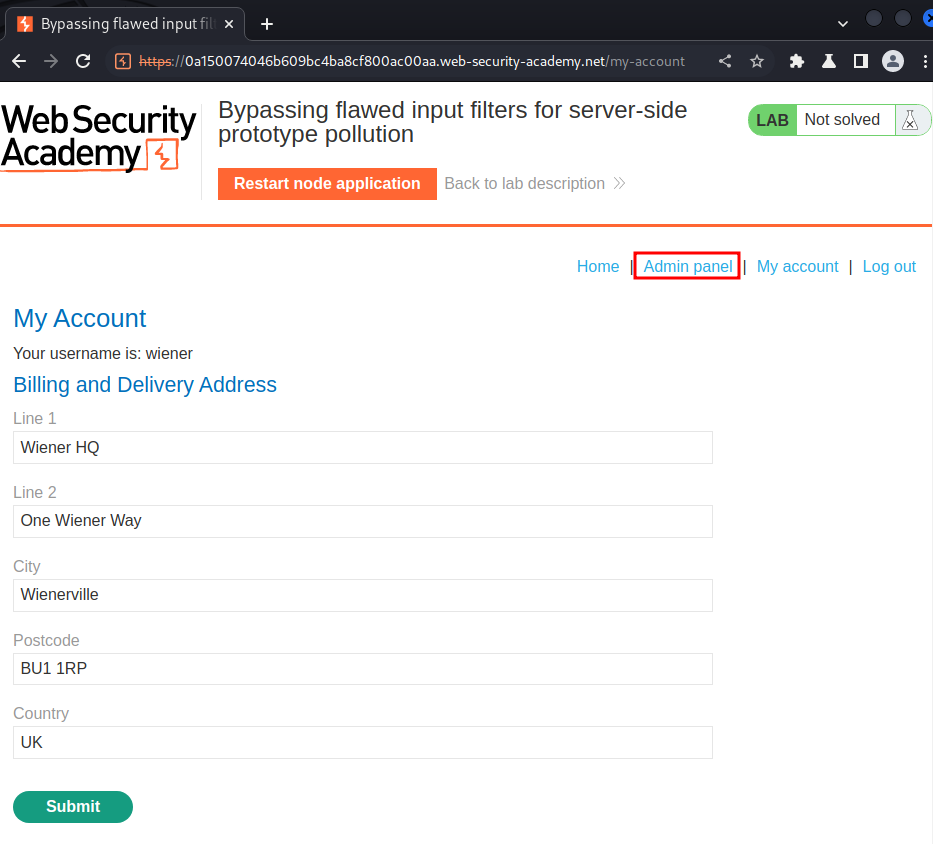 Bypassing flawed input fil
https://0a150074046b609bc4ba8cf800ac00aa.web-security-academy.net/my-account
Web Security
Academy
Bypassing flawed input filters for server-side
prototype pollution
LAB Not solved
Restart node application Back to lab description
Home | Admin panel | My account | Log out
My Account
Your username is: wiener
Billing and Delivery Address
Line 1
Wiener HQ
Line 2
One Wiener Way
City
Wienerville
Postcode
BU1 1RP
Country
UK
Submit